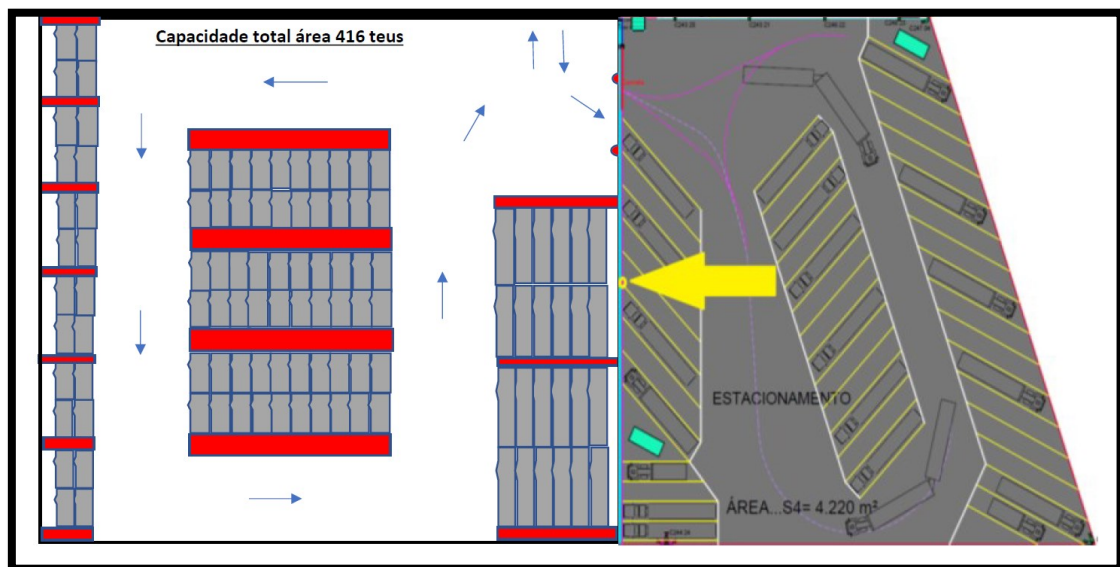 Capacidade total área 416 teus
ESTACIONAMENTO
ÁREA...S4= 4.220 m²